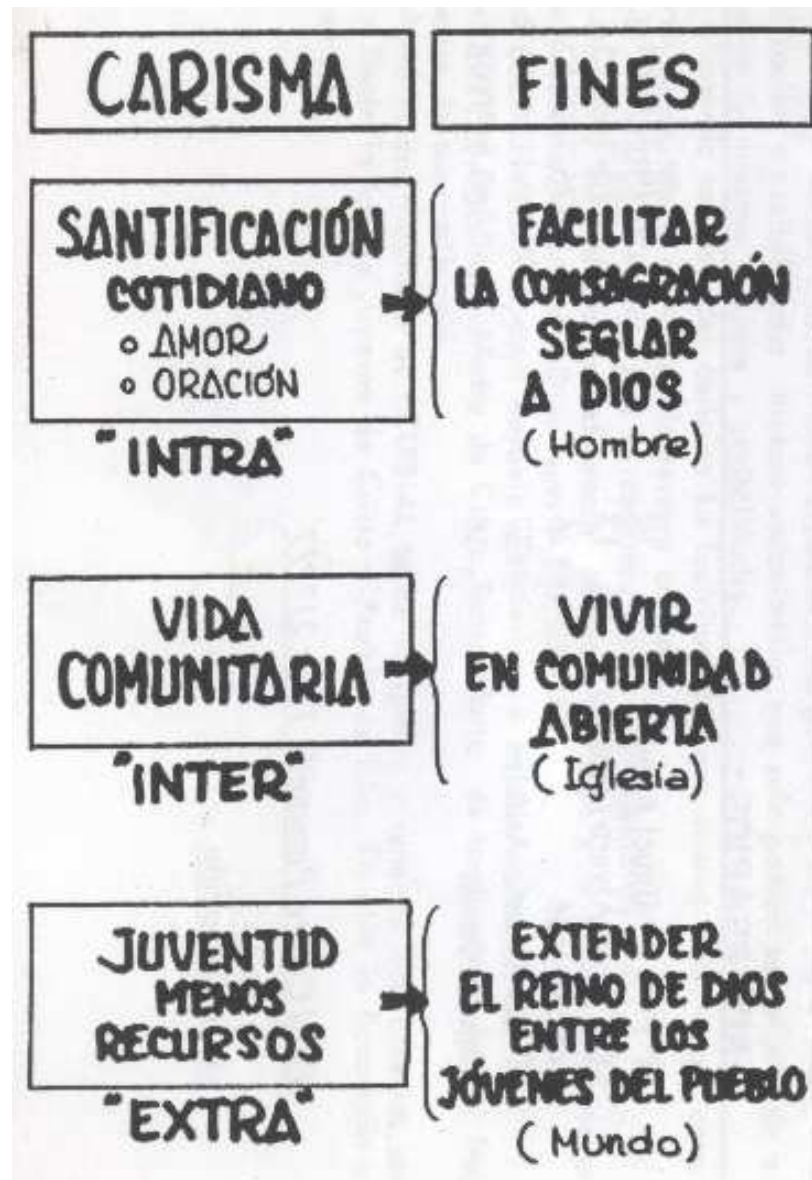 CARISMA
FINES
SANTIFICACIÓN
COTIDIANO
o AMOR
o ORACIÓN
"INTRA"
FACILITAR
LA CONSAGRACIÓN
SEGLAR
A DIOS
(Hombre)
VIDA
COMUNITARIA
"INTER"
VIVIR
EN COMUNIDAD
ABIERTA
(Iglesia)
JUVENTUD
MENOS
RECURSOS
"EXTRA"
EXTENDER
EL REINO DE DIOS
ENTRE LOS
JÓVENES DEL PUEBLO
(Mundo)